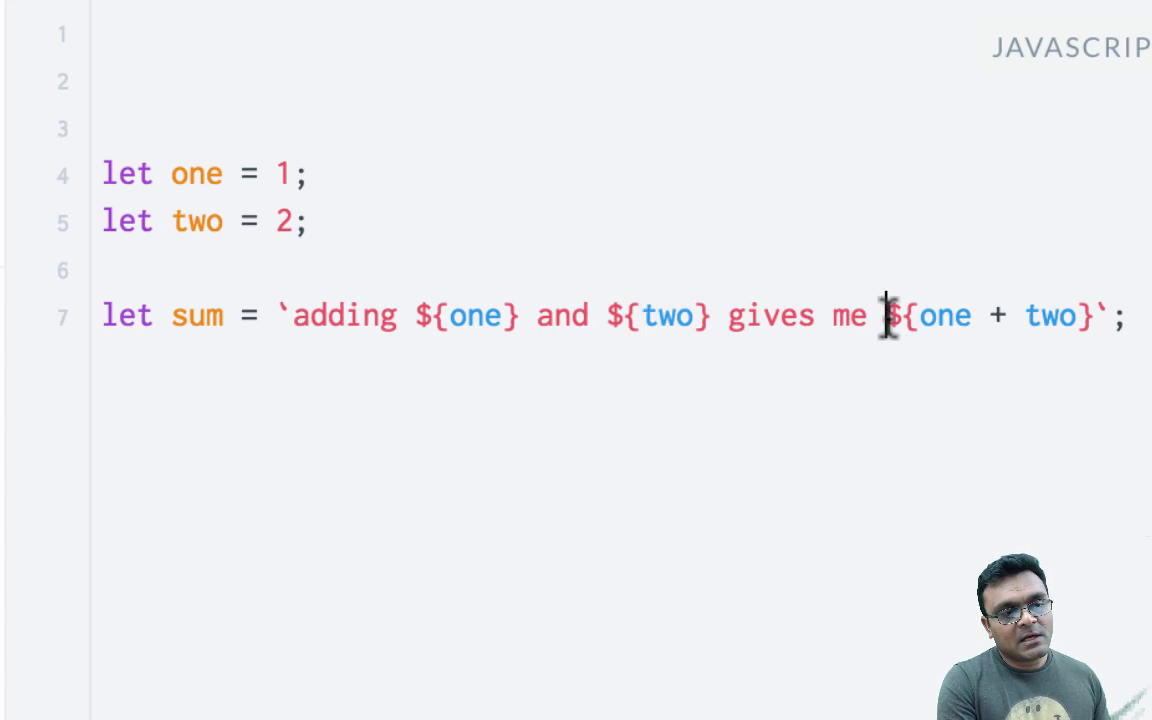 JAVASCRIP
1
2
3
4 let one = 1;
5 let two = 2;
6
7 let sum = `adding ${one} and ${two} gives me ${one + two}`;